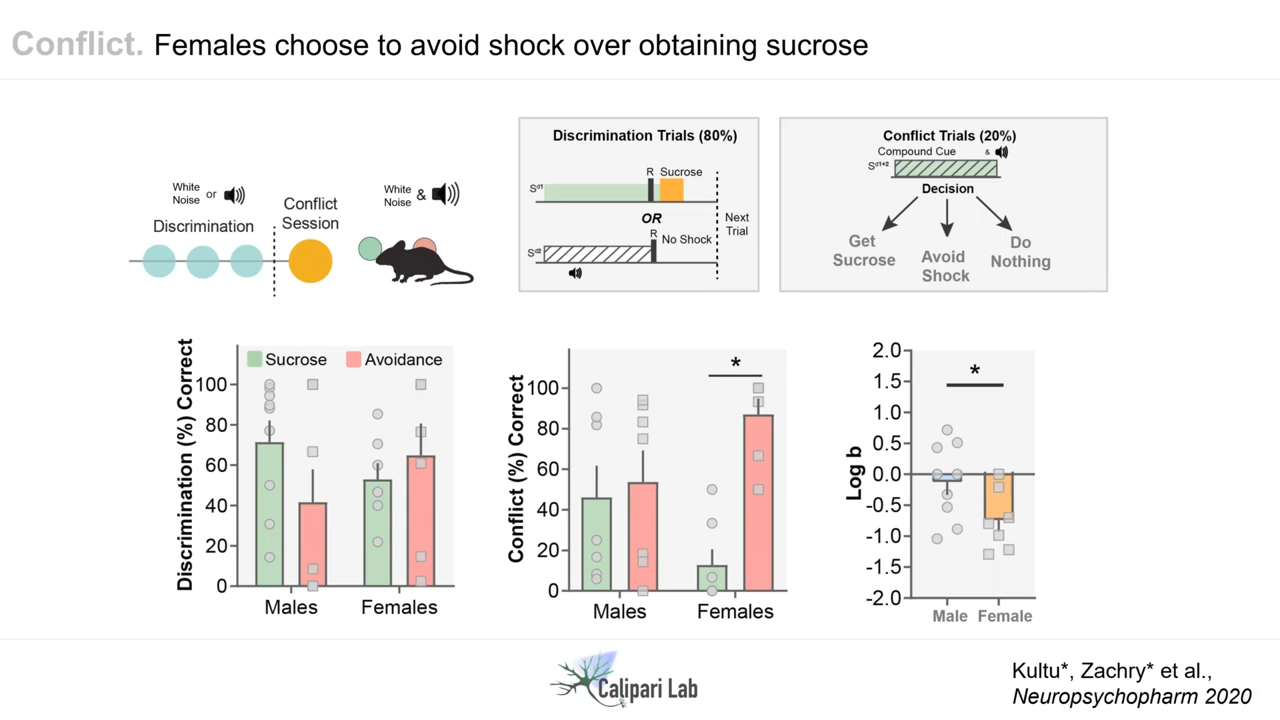 Conflict. Females choose to avoid shock over obtaining sucrose
White
Noise or
Discrimination
Conflict
Session
White
Noise &
Discrimination Trials (80%)
R Sucrose
Sd1
OR
R
No Shock
Sd2
Next
Trial
Conflict Trials (20%)
Compound Cue &
Sd1+2
Decision
Get
Sucrose
Avoid
Shock
Do
Nothing
Discrimination (%) Correct
Sucrose Avoidance
100
80
60
40
20
0
Males Females
Conflict (%) Correct
*
100
80
60
40
20
0
Males Females
Log b
*
2.0
1.5
1.0
0.5
0.0
-0.5
-1.0
-1.5
-2.0
Male Female
Calipari Lab
Kultu*, Zachry* et al.,
Neuropsychopharm 2020